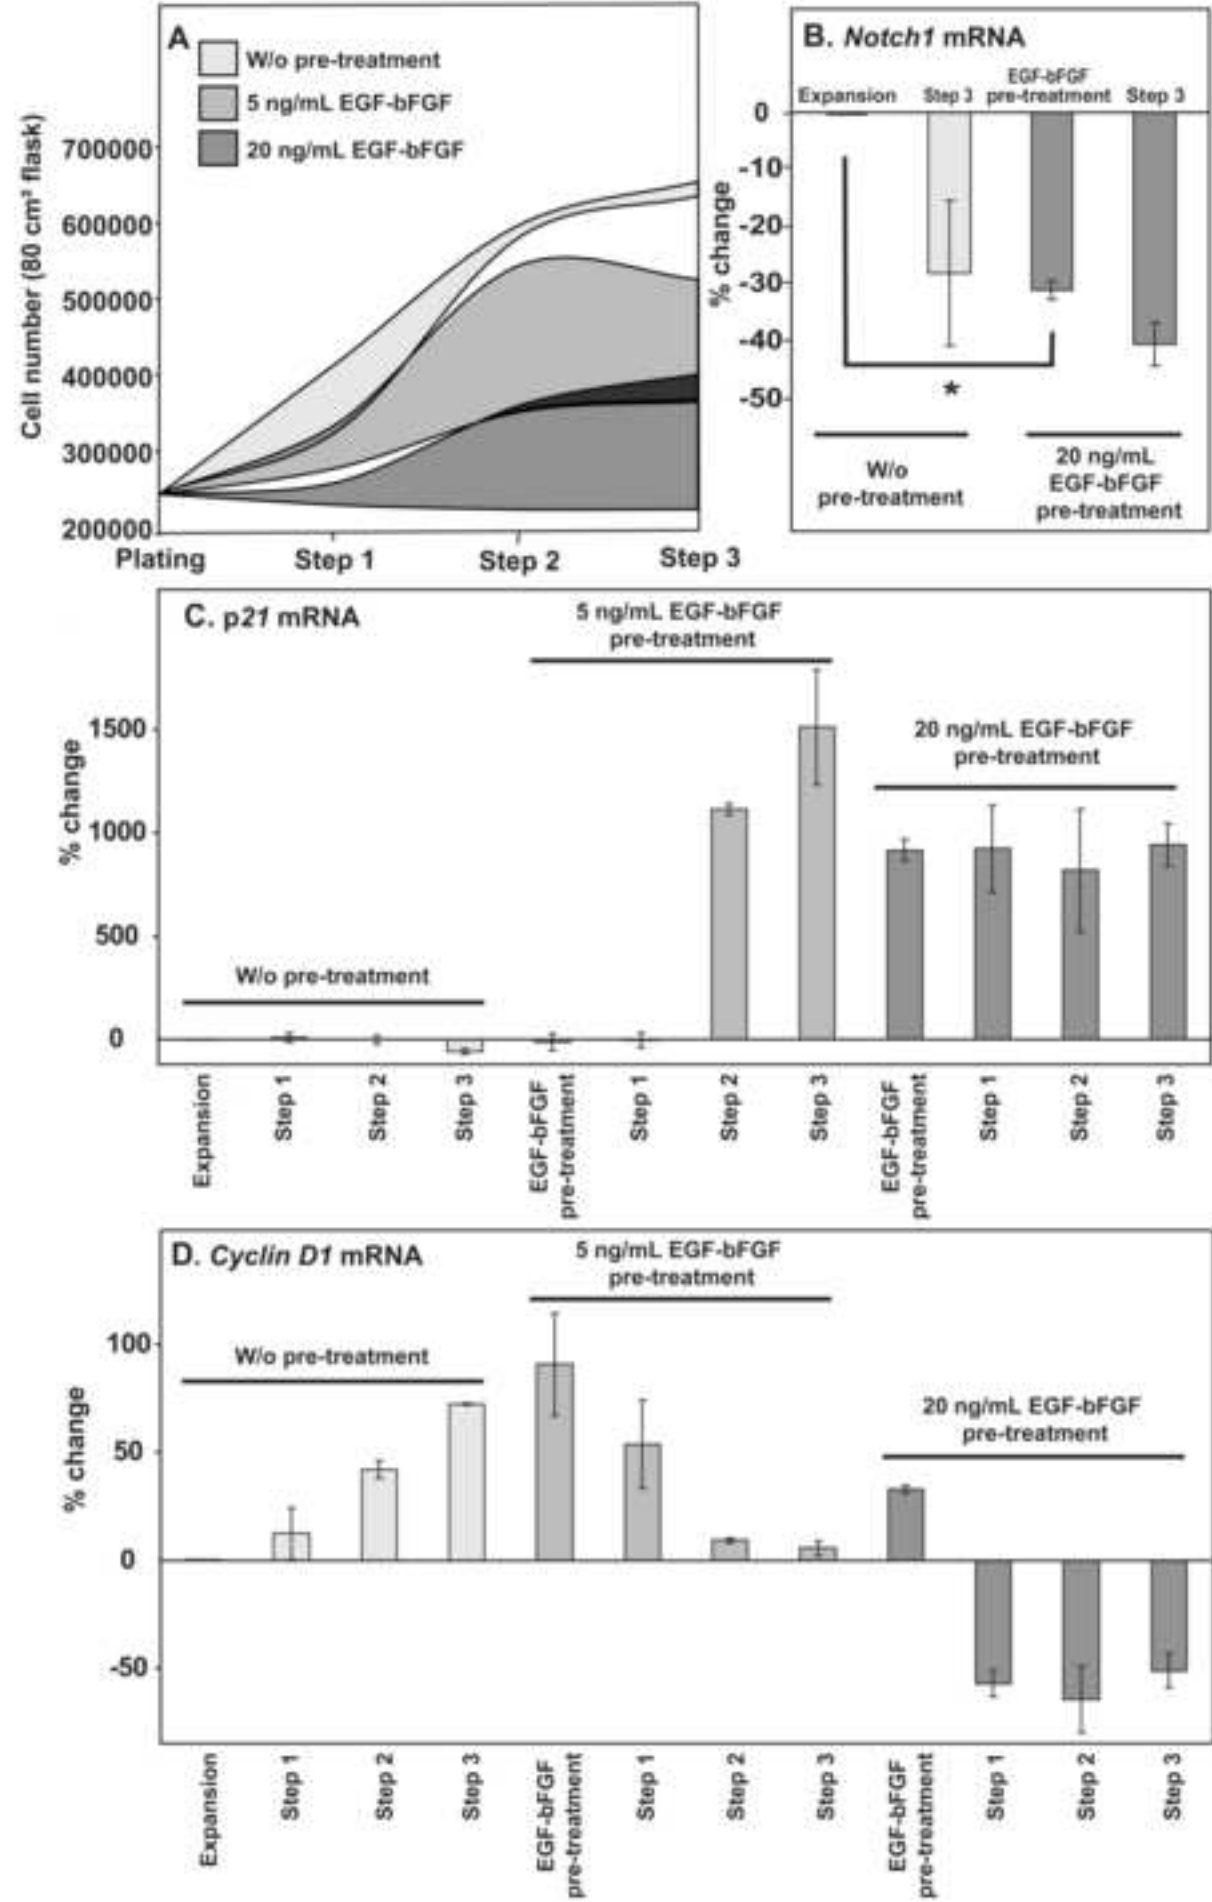 A
W/o pre-treatment
5 ng/mL EGF-bFGF
20 ng/mL EGF-bFGF
Cell number (80 cm² flask)
700000
600000
500000
400000
300000
200000
Plating
Step 1
Step 2
Step 3
B. Notch1 mRNA
Expansion
Step 3
EGF-bFGF
pre-treatment
Step 3
% change
0
-10
-20
-30
-40
-50
*
W/o
pre-treatment
20 ng/mL
EGF-bFGF
pre-treatment
C. p21 mRNA
5 ng/mL EGF-bFGF
pre-treatment
20 ng/mL EGF-bFGF
pre-treatment
W/o pre-treatment
% change
1500
1000
500
0
Expansion
Step 1
Step 2
Step 3
EGF-bFGF
pre-treatment
Step 1
Step 2
Step 3
EGF-bFGF
pre-treatment
Step 1
Step 2
Step 3
D. Cyclin D1 mRNA
5 ng/mL EGF-bFGF
pre-treatment
W/o pre-treatment
20 ng/mL EGF-bFGF
pre-treatment
% change
100
50
0
-50
Expansion
Step 1
Step 2
Step 3
EGF-bFGF
pre-treatment
Step 1
Step 2
Step 3
EGF-bFGF
pre-treatment
Step 1
Step 2
Step 3